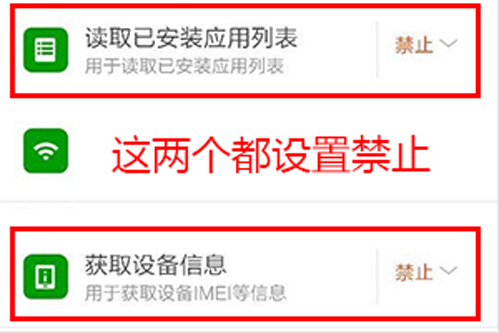 读取已安装应用列表
禁止
用于读取已安装应用列表
这两个都设置禁止
获取设备信息
禁止
用于获取设备IMEI等信息